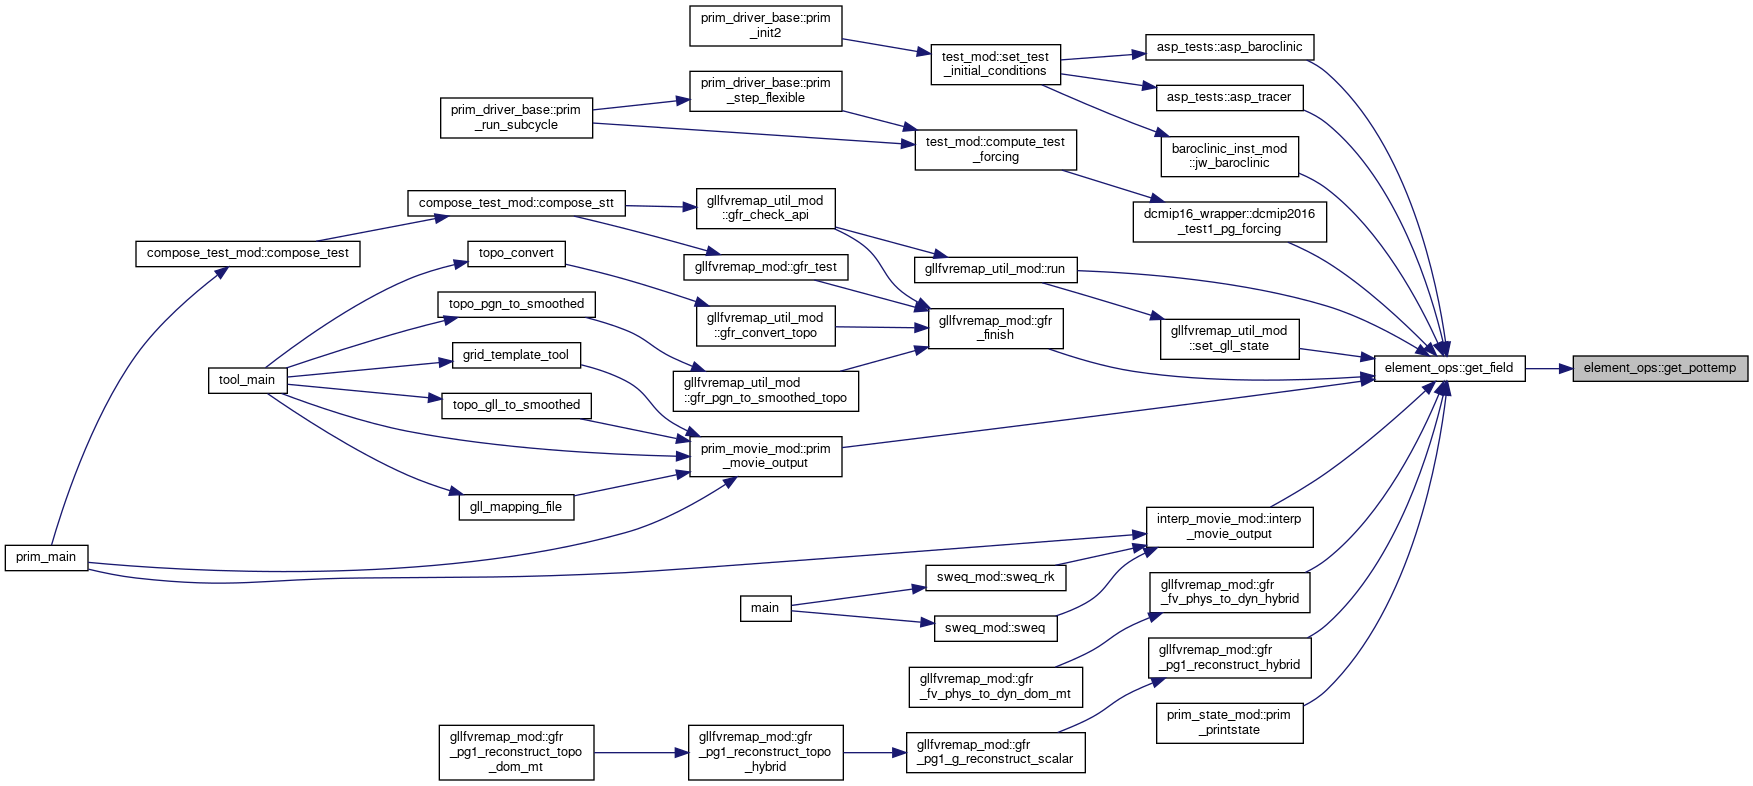 prim_driver_base::prim
_init2
test_mod::set_test
_initial_conditions
asp_tests::asp_baroclinic
prim_driver_base::prim
_step_flexible
asp_tests::asp_tracer
prim_driver_base::prim
_run_subcycle
test_mod::compute_test
_forcing
baroclinic_inst_mod
::jw_baroclinic
compose_test_mod::compose_stt
gllfvremap_util_mod
::gfr_check_api
dcmip16_wrapper::dcmip2016
_test1_pg_forcing
compose_test_mod::compose_test
topo_convert
gllfvremap_mod::gfr_test
gllfvremap_util_mod::run
topo_pgn_to_smoothed
gllfvremap_util_mod
::gfr_convert_topo
gllfvremap_mod::gfr
_finish
gllfvremap_util_mod
::set_gll_state
grid_template_tool
tool_main
gllfvremap_util_mod
::gfr_pgn_to_smoothed_topo
element_ops::get_field
element_ops::get_pottemp
topo_gll_to_smoothed
prim_movie_mod::prim
_movie_output
gll_mapping_file
interp_movie_mod::interp
_movie_output
prim_main
sweq_mod::sweq_rk
gllfvremap_mod::gfr
_fv_phys_to_dyn_hybrid
main
sweq_mod::sweq
gllfvremap_mod::gfr
_pg1_reconstruct_hybrid
gllfvremap_mod::gfr
_fv_phys_to_dyn_dom_mt
prim_state_mod::prim
_printstate
gllfvremap_mod::gfr
_pg1_reconstruct_topo
_dom_mt
gllfvremap_mod::gfr
_pg1_reconstruct_topo
_hybrid
gllfvremap_mod::gfr
_pg1_g_reconstruct_scalar